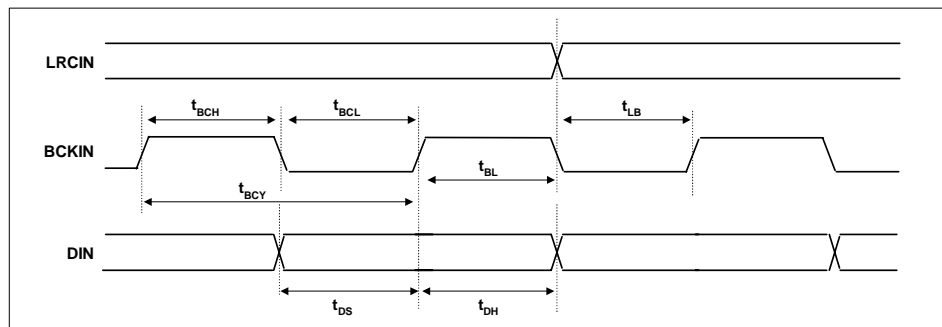 LRCIN
t_BCH t_BCL t_LB
BCKIN
t_BL
t_BCY
DIN
t_DS t_DH